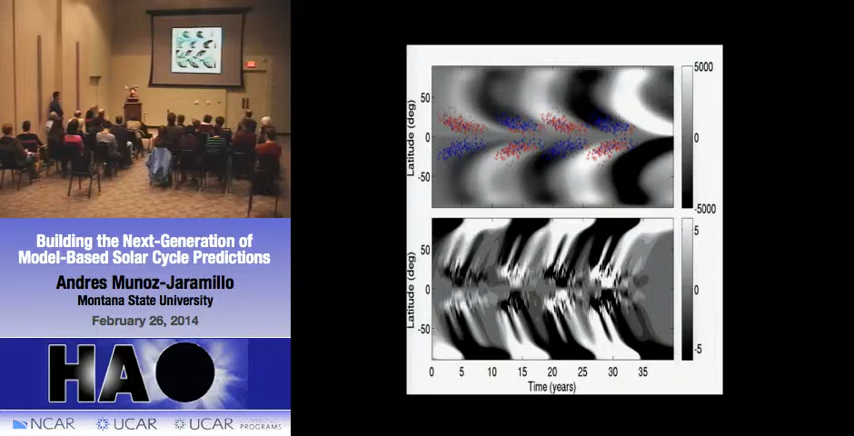 Building the Next-Generation of
Model-Based Solar Cycle Predictions
Andres Munoz-Jaramillo
Montana State University
February 26, 2014
HAO
NCAR
UCAR
UCAR
PROGRAMS
Latitude (deg)
50
0
-50
5000
0
-5000
Latitude (deg)
50
0
-50
5
0
-5
0 5 10 15 20 25 30 35
Time (years)